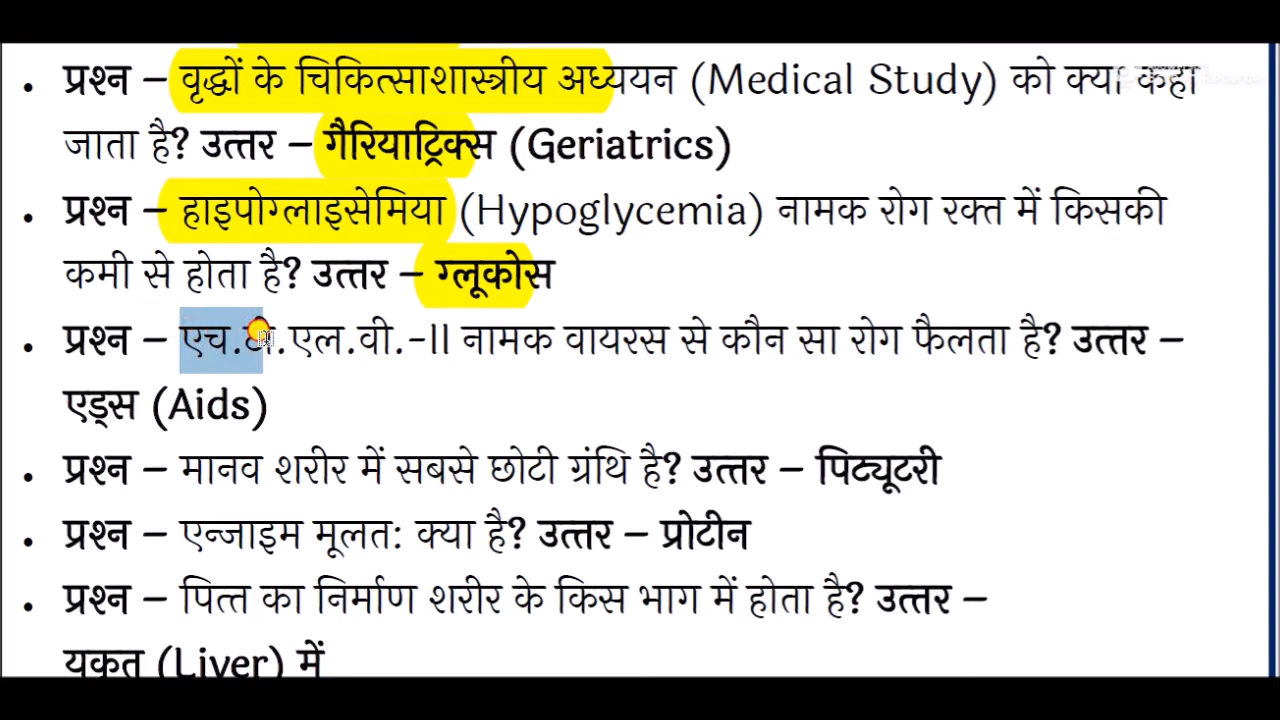 • प्रश्न – वृद्धों के चिकित्साशास्त्रीय अध्ययन (Medical Study) को क्या कहा
जाता है? उत्तर – गैरियाट्रिक्स (Geriatrics)
• प्रश्न – हाइपोग्लाइसेमिया (Hypoglycemia) नामक रोग रक्त में किसकी
कमी से होता है? उत्तर – ग्लूकोस
• प्रश्न – एच.टी.एल.वी.-II नामक वायरस से कौन सा रोग फैलता है? उत्तर –
एड्स (Aids)
• प्रश्न – मानव शरीर में सबसे छोटी ग्रंथि है? उत्तर – पिट्यूटरी
• प्रश्न – एन्जाइम मूलत: क्या है? उत्तर – प्रोटीन
• प्रश्न – पित्त का निर्माण शरीर के किस भाग में होता है? उत्तर –
यकृत (Liver) में